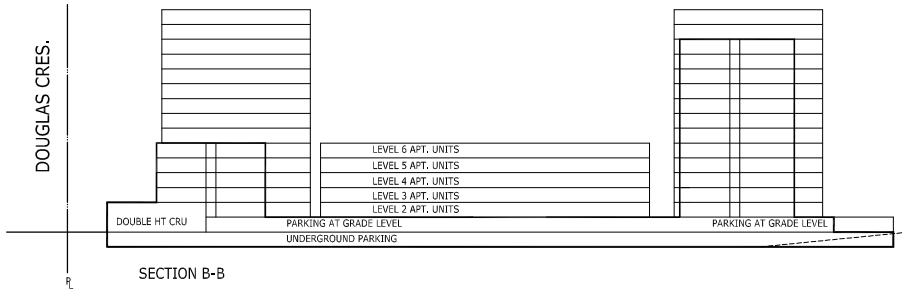 DOUGLAS CRES.
LEVEL 6 APT. UNITS
LEVEL 5 APT. UNITS
LEVEL 4 APT. UNITS
LEVEL 3 APT. UNITS
LEVEL 2 APT. UNITS
DOUBLE HT CRU
PARKING AT GRADE LEVEL
PARKING AT GRADE LEVEL
UNDERGROUND PARKING
SECTION B-B
PL